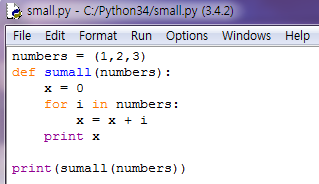 small.py - C:/Python34/small.py (3.4.2)
File Edit Format Run Options Windows Help
numbers = (1,2,3)
def sumall(numbers):
    x = 0
    for i in numbers:
        x = x + i
    print x

print(sumall(numbers))